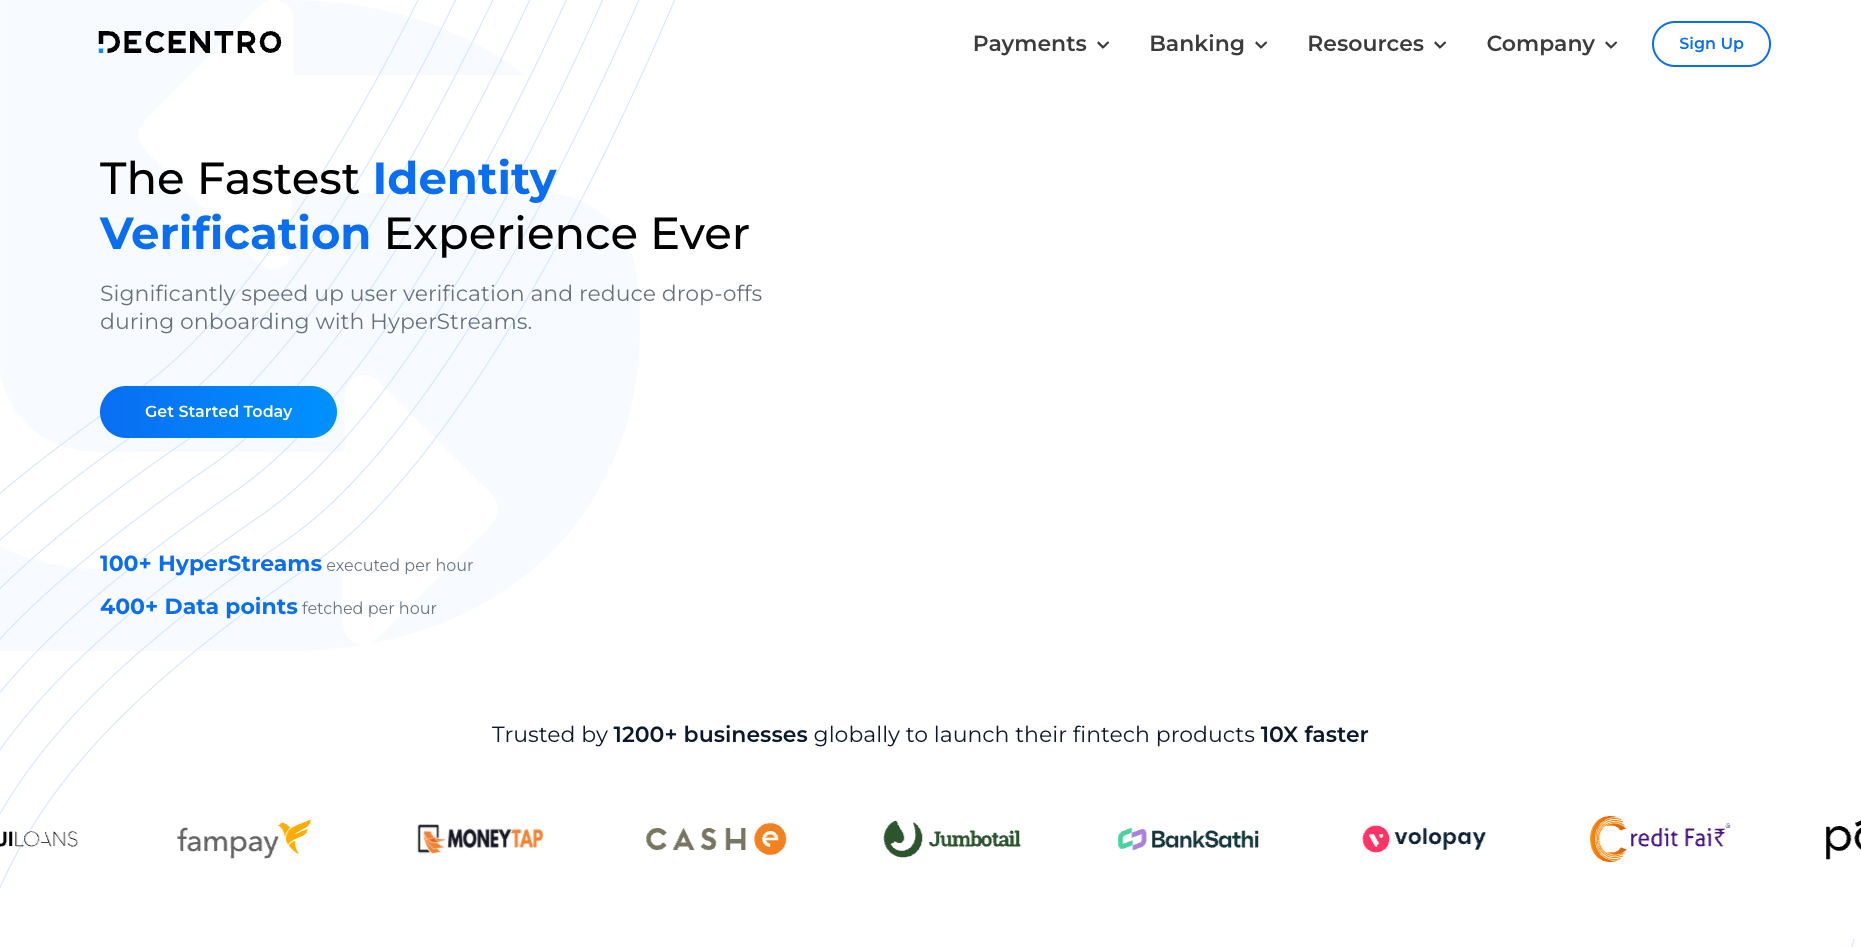 DECENTRO
Payments
Banking
Resources
Company
Sign Up
The Fastest Identity
Verification Experience Ever
Significantly speed up user verification and reduce drop-offs
during onboarding with HyperStreams.
Get Started Today
100+ HyperStreams executed per hour
400+ Data points fetched per hour
Trusted by 1200+ businesses globally to launch their fintech products 10X faster
LOANS
fampay
MONEYTAP
CASHe
Jumbotail
BankSathi
volopay
Credit Fai₹